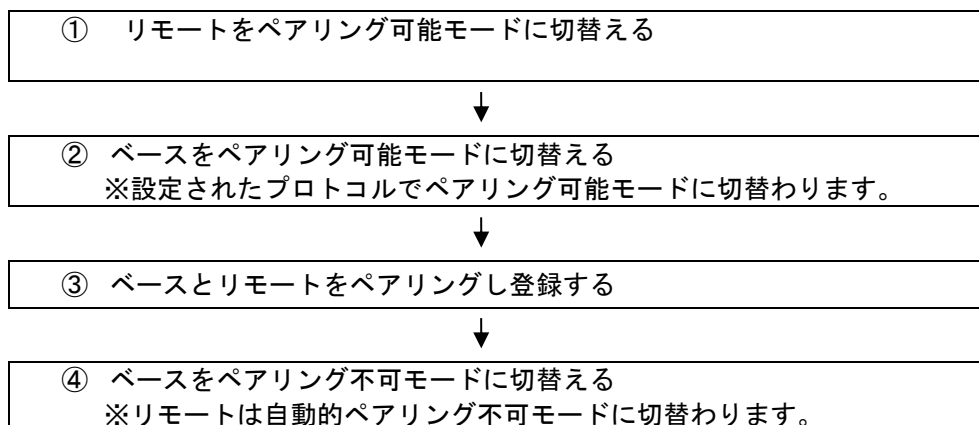 ① リモートをペアリング可能モードに切替える
② ベースをペアリング可能モードに切替える
※設定されたプロトコルでペアリング可能モードに切替わります。
③ ベースとリモートをペアリングし登録する
④ ベースをペアリング不可モードに切替える
※リモートは自動的ペアリング不可モードに切替わります。